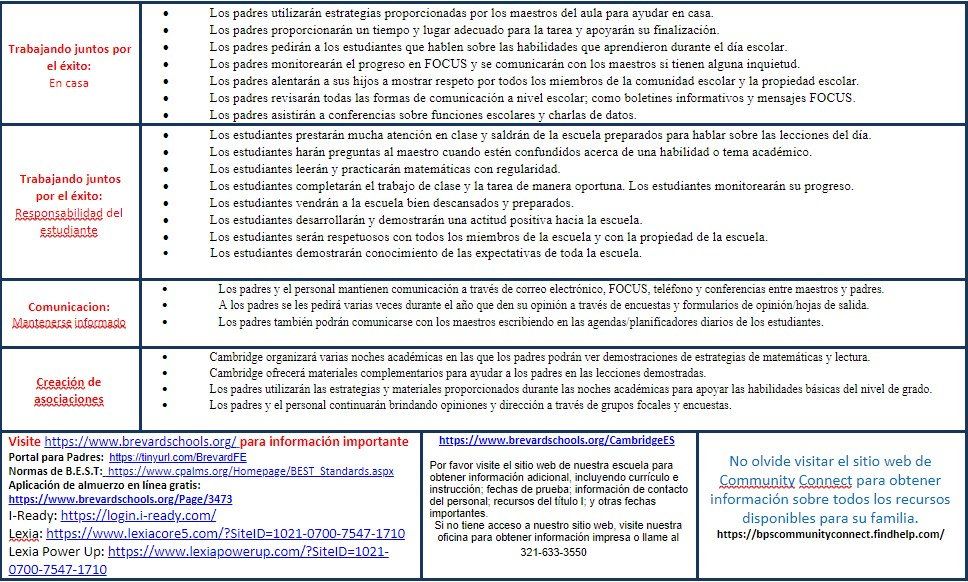 Trabajando juntos por
el éxito:
En casa
• Los padres utilizarán estrategias proporcionadas por los maestros del aula para ayudar en casa.
• Los padres proporcionarán un tiempo y lugar adecuado para la tarea y apoyarán su finalización.
• Los padres pedirán a los estudiantes que hablen sobre las habilidades que aprendieron durante el día escolar.
• Los padres monitorearán el progreso en FOCUS y se comunicarán con los maestros si tienen alguna inquietud.
• Los padres alentarán a sus hijos a mostrar respeto por todos los miembros de la comunidad escolar y la propiedad escolar.
• Los padres revisarán todas las formas de comunicación a nivel escolar; como boletines informativos y mensajes FOCUS.
• Los padres asistirán a conferencias sobre funciones escolares y charlas de datos.
Trabajando juntos
por el éxito:
Responsabilidad del
estudiante
• Los estudiantes prestarán mucha atención en clase y saldrán de la escuela preparados para hablar sobre las lecciones del día.
• Los estudiantes harán preguntas al maestro cuando estén confundidos acerca de una habilidad o tema académico.
• Los estudiantes leerán y practicarán matemáticas con regularidad.
• Los estudiantes completarán el trabajo de clase y la tarea de manera oportuna. Los estudiantes monitorearán su progreso.
• Los estudiantes vendrán a la escuela bien descansados y preparados.
• Los estudiantes desarrollarán y demostrarán una actitud positiva hacia la escuela.
• Los estudiantes serán respetuosos con todos los miembros de la escuela y con la propiedad de la escuela.
• Los estudiantes demostrarán conocimiento de las expectativas de toda la escuela.
Comunicacion:
Mantenerse informado
• Los padres y el personal mantienen comunicación a través de correo electrónico, FOCUS, teléfono y conferencias entre maestros y padres.
• A los padres se les pedirá varias veces durante el año que den su opinión a través de encuestas y formularios de opinión/hojas de salida.
• Los padres también podrán comunicarse con los maestros escribiendo en las agendas/planificadores diarios de los estudiantes.
Creación de
asociaciones
• Cambridge organizará varias noches académicas en las que los padres podrán ver demostraciones de estrategias de matemáticas y lectura.
• Cambridge ofrecerá materiales complementarios para ayudar a los padres en las lecciones demostradas.
• Los padres utilizarán las estrategias y materiales proporcionados durante las noches académicas para apoyar las habilidades básicas del nivel de grado.
• Los padres y el personal continuarán brindando opiniones y dirección a través de grupos focales y encuestas.
Visite https://www.brevardschools.org/ para información importante
Portal para Padres: https://tinyurl.com/BrevardFE
Normas de B.E.S.T: https://www.cpalms.org/Homepage/BEST_Standards.aspx
Aplicación de almuerzo en línea gratis:
https://www.brevardschools.org/Page/3473
I-Ready: https://login.i-ready.com/
Lexia: https://www.lexiacore5.com/?SiteID=1021-0700-7547-1710
Lexia Power Up: https://www.lexiapowerup.com/?SiteID=1021-
0700-7547-1710
https://www.brevardschools.org/CambridgeES
Por favor visite el sitio web de nuestra escuela para
obtener información adicional, incluyendo currículo e
instrucción; fechas de prueba; información de contacto
del personal; recursos del título I; y otras fechas
importantes.
Si no tiene acceso a nuestro sitio web, visite nuestra
oficina para obtener información impresa o llame al
321-633-3550
No olvide visitar el sitio web de
Community Connect para obtener
información sobre todos los recursos
disponibles para su familia.
https://bpscommunityconnect.findhelp.com/